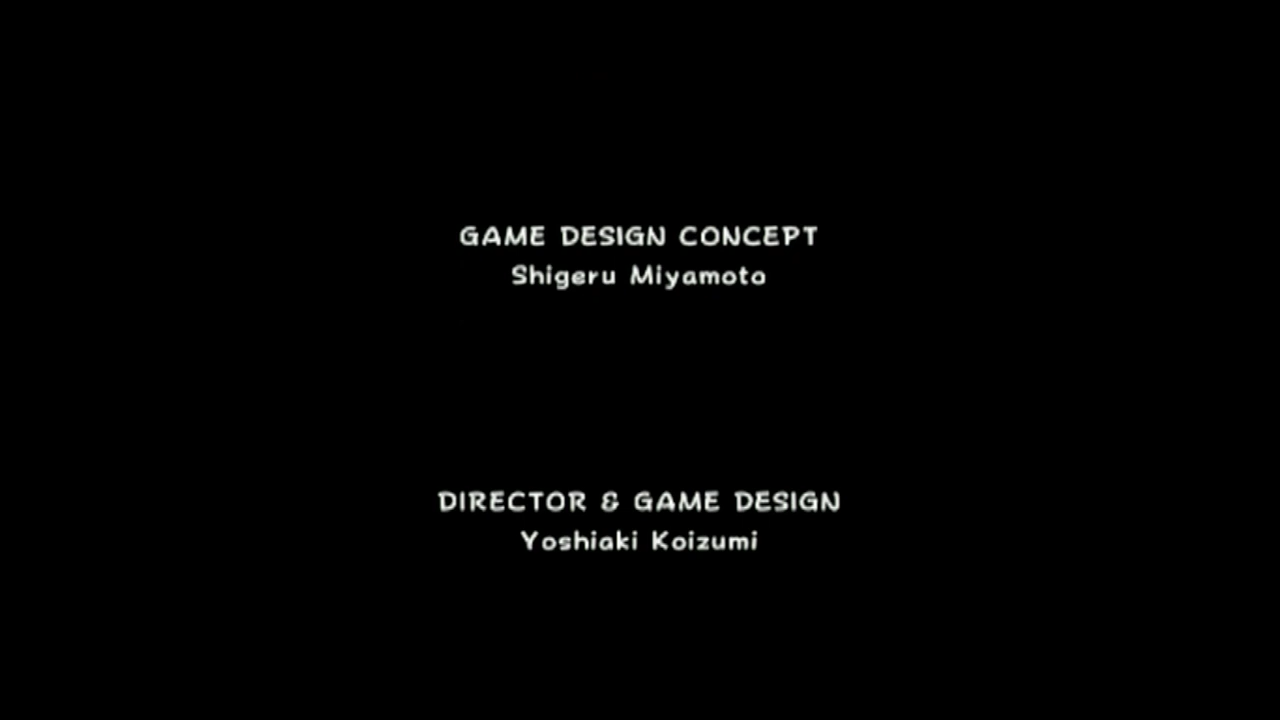 GAME DESIGN CONCEPT
Shigeru Miyamoto
DIRECTOR & GAME DESIGN
Yoshiaki Koizumi